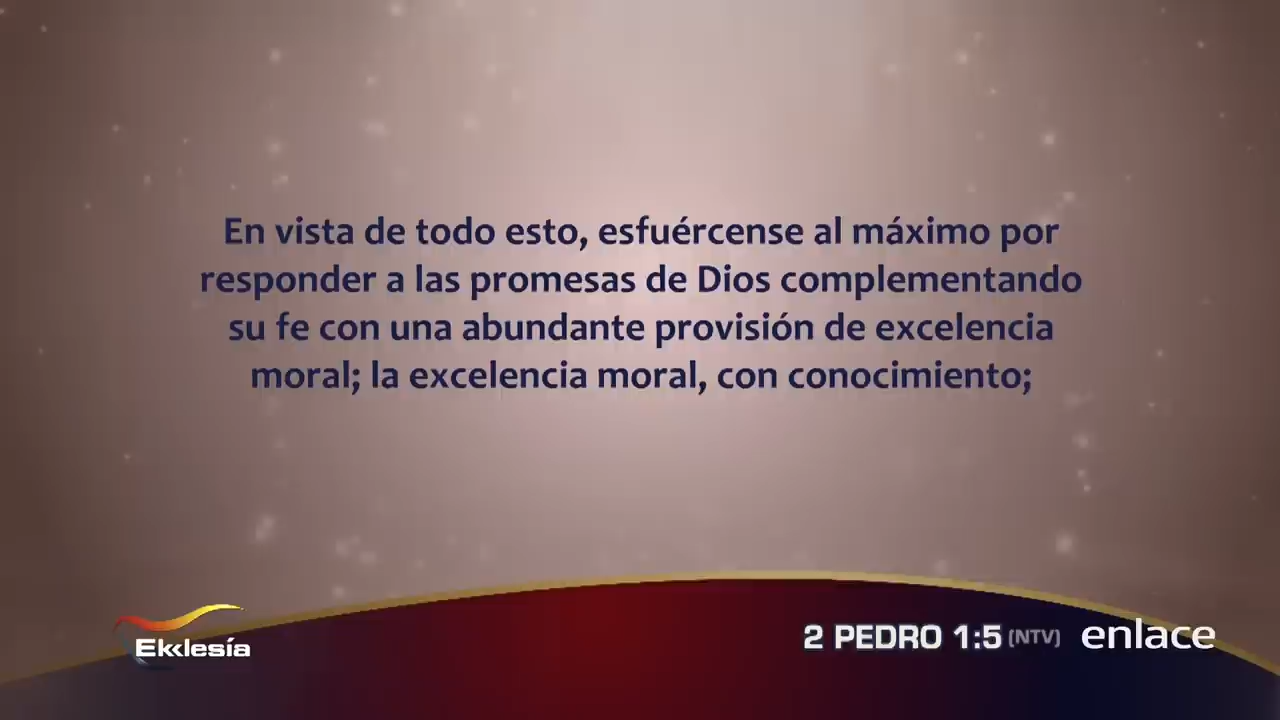 En vista de todo esto, esfuércense al máximo por
responder a las promesas de Dios complementando
su fe con una abundante provisión de excelencia
moral; la excelencia moral, con conocimiento;
Ekklesía
2 PEDRO 1:5 (NTV)
enlace